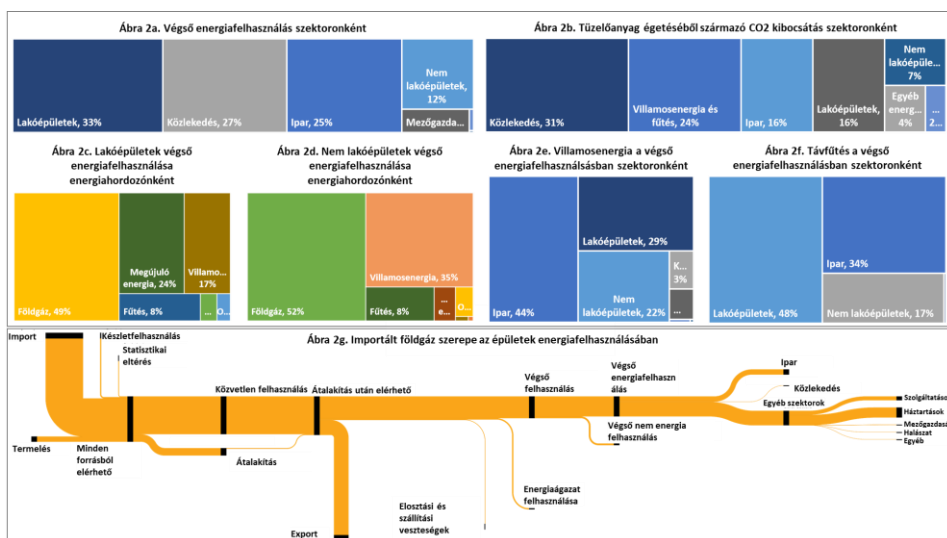 Ábra 2a. Végső energiafelhasználás szektoronként
Lakóépületek, 33%
Közlekedés, 27%
Ipar, 25%
Nem
lakóépületek,
12%
Mezőgazda...
Ábra 2b. Tüzelőanyag égetéséből származó CO2 kibocsátás szektoronként
Közlekedés, 31%
Villamosenergia és
fűtés, 24%
Ipar, 16%
Lakóépületek,
16%
Nem
lakóépüle...
7%
Egyéb
energ...
4%
...
2...
Ábra 2c. Lakóépületek végső
energiafelhasználása
energiahordozónként
Földgáz, 49%
Megújuló
energia, 24%
Villamo...
17%
Fűtés, 8%
...
O...
Ábra 2d. Nem lakóépületek végső
energiafelhasználása
energiahordozónként
Földgáz, 52%
Villamosenergia, 35%
Fűtés, 8%
...
e...
O...
Ábra 2e. Villamosenergia a végső
energiafelhasználsásban szektoronként
Ipar, 44%
Lakóépületek, 29%
Nem
lakóépületek, 22%
K...
3%
...
Ábra 2f. Távfűtés a végső
energiafelhasználásban szektoronként
Lakóépületek, 48%
Ipar, 34%
Nem lakóépületek, 17%
Ábra 2g. Importált földgáz szerepe az épületek energiafelhasználásában
Import
Készletfelhasználás
Statisztikai
eltérés
Termelés
Minden
forrásból
elérhető
Közvetlen felhasználás
Átalakítás
Átalakítás után elérhető
Export
Elosztási és
szállítási
veszteségek
Energiaágazat
felhasználása
Végső
felhasználás
Végső
energiafelhaszn
álás
Végső nem energia
felhasználás
Ipar
Közlekedés
Egyéb szektorok
Szolgáltatáso
Háztartások
Mezőgazdasá
Halászat
Egyéb